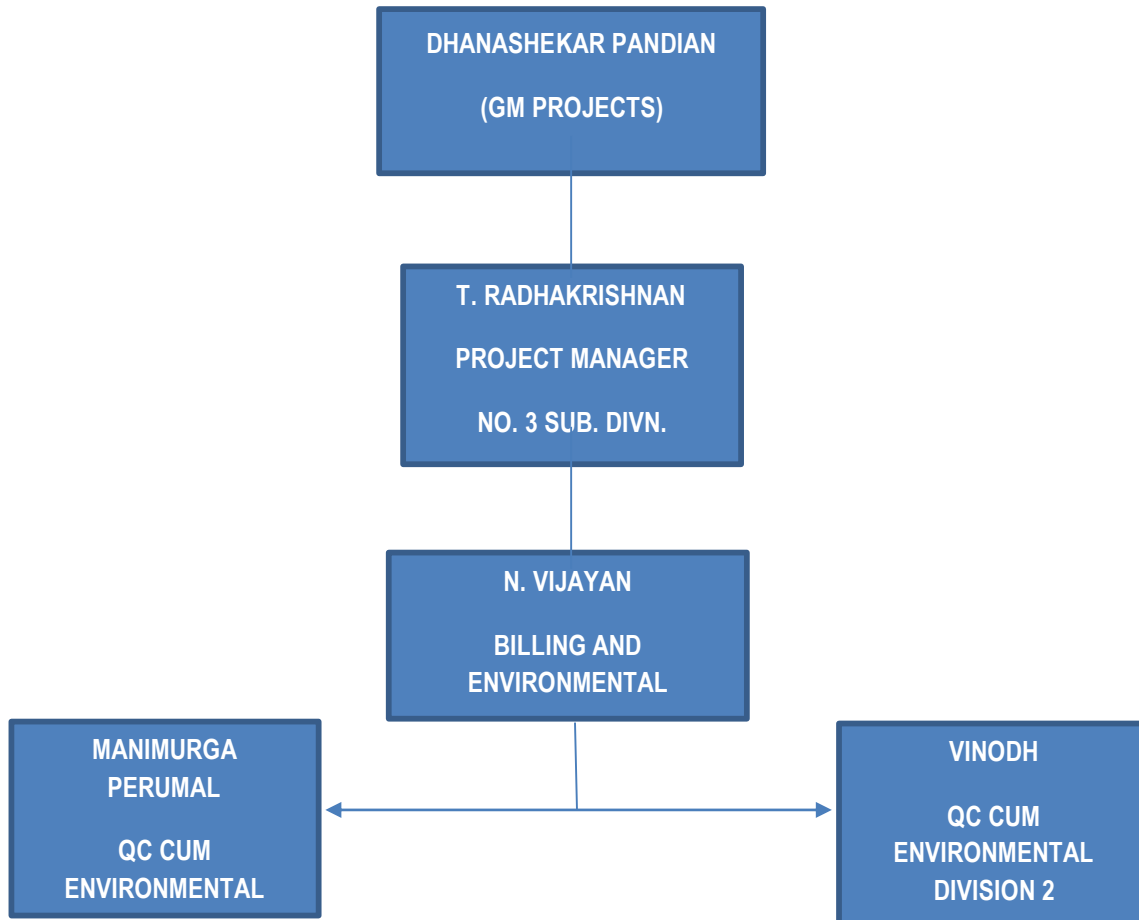 DHANASHEKAR PANDIAN
(GM PROJECTS)
T. RADHAKRISHNAN
PROJECT MANAGER
NO. 3 SUB. DIVN.
N. VIJAYAN
BILLING AND
ENVIRONMENTAL
MANIMURGA
PERUMAL
QC CUM
ENVIRONMENTAL
VINODH
QC CUM
ENVIRONMENTAL
DIVISION 2